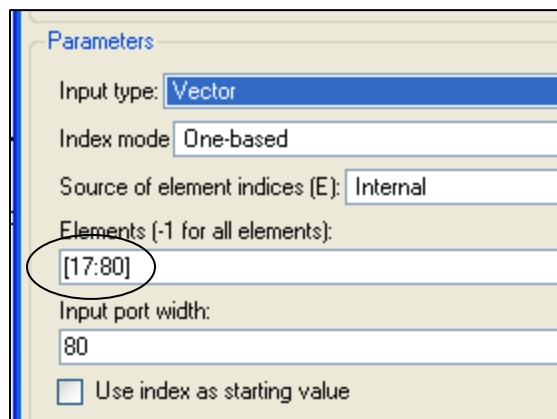 Parameters
Input type: Vector
Index mode One-based
Source of element indices (E): Internal
Elements (-1 for all elements):
[17:80]
Input port width:
80
Use index as starting value